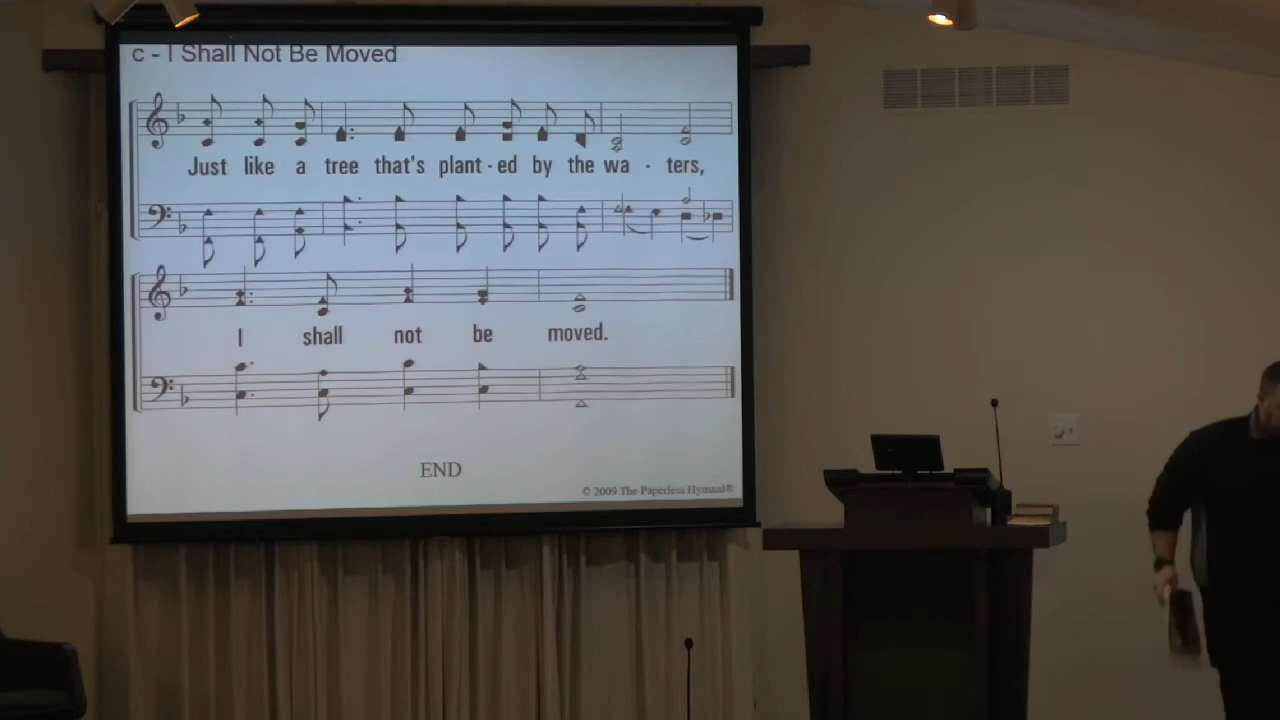 c - I Shall Not Be Moved
Just like a tree that's plant - ed by the wa - ters,
I shall not be moved.
END
© 2009 The Paperless Hymnal®